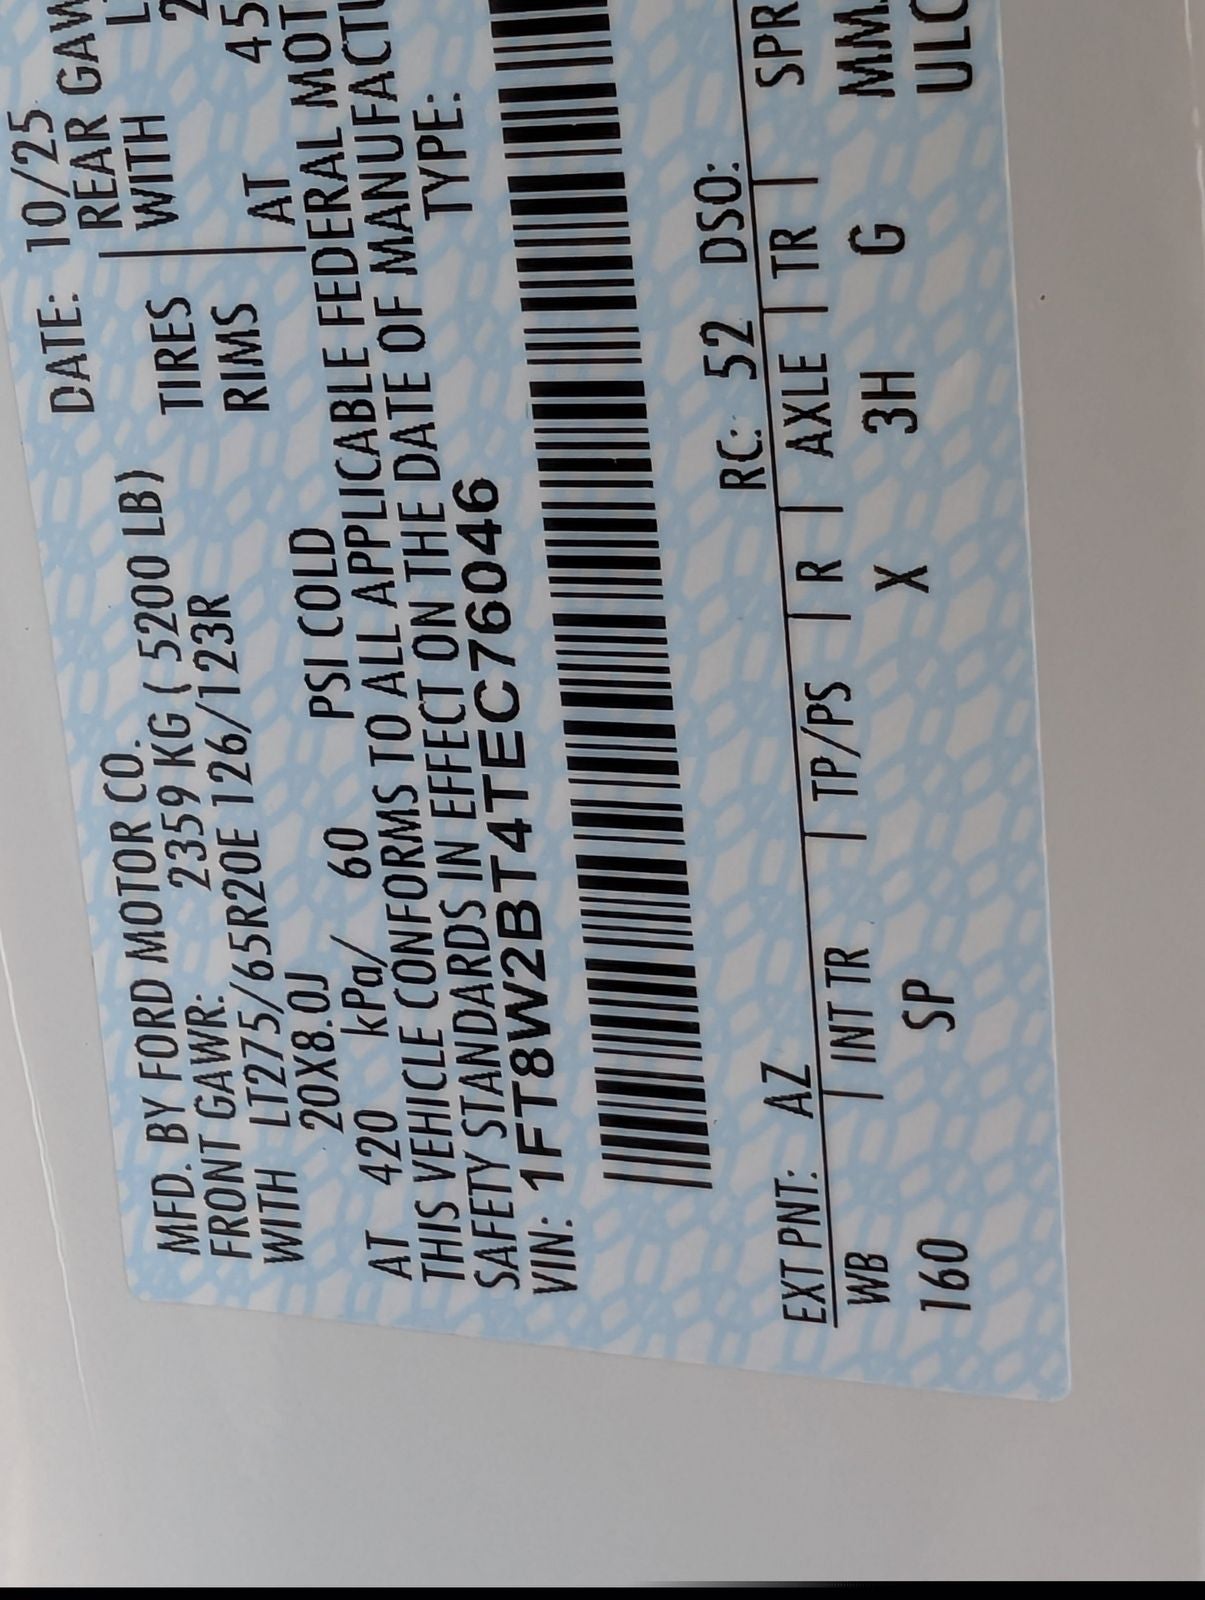 MFD. BY FORD MOTOR CO. DATE: 10/25
FRONT GAWR: 2359 KG ( 5200 LB) REAR GAW
WITH LT275/65R20E 126/123R TIRES WITH L
20X8.0J RIMS 2
AT 420 kPa/ 60 PSI COLD AT 45
THIS VEHICLE CONFORMS TO ALL APPLICABLE FEDERAL MOT
SAFETY STANDARDS IN EFFECT ON THE DATE OF MANUFACTU
VIN: 1FT8W2BT4TEC76046 TYPE:
RC: 52 DSO:
EXT PNT: AZ
WB | INT TR | TP/PS | R | AXLE | TR | SPR
160 SP X 3H G MM
ULC